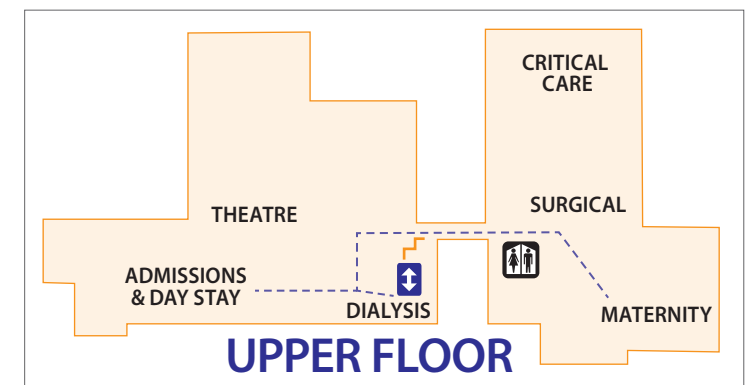 CRITICAL
CARE
THEATRE
SURGICAL
ADMISSIONS
& DAY STAY
DIALYSIS
MATERNITY
UPPER FLOOR